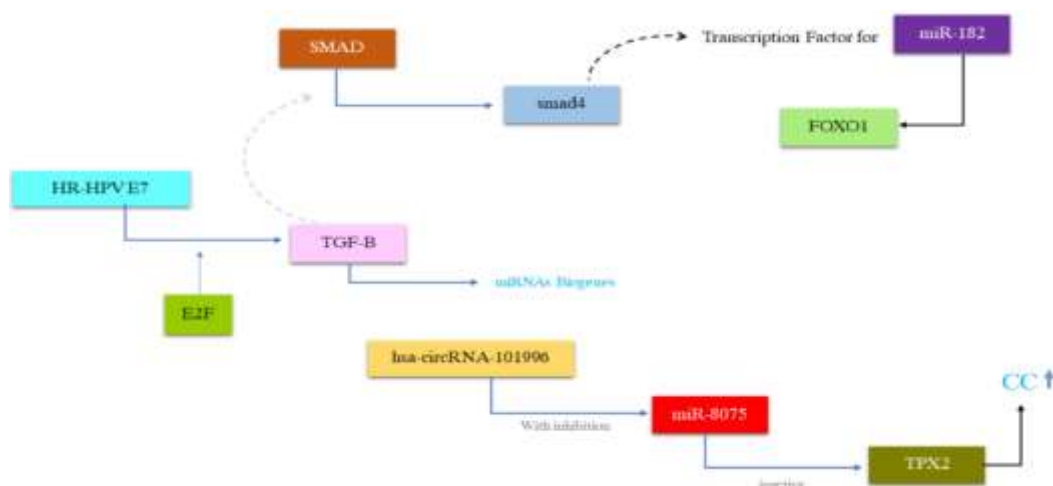 SMAD
Transcription Factor for
miR-182
smad4
FOXO1
HR-HPV E7
TGF-B
miRNAs Biogenes
E2F
hsa-circRNA-101996
CC
miR-8075
With inhibition
TPX2